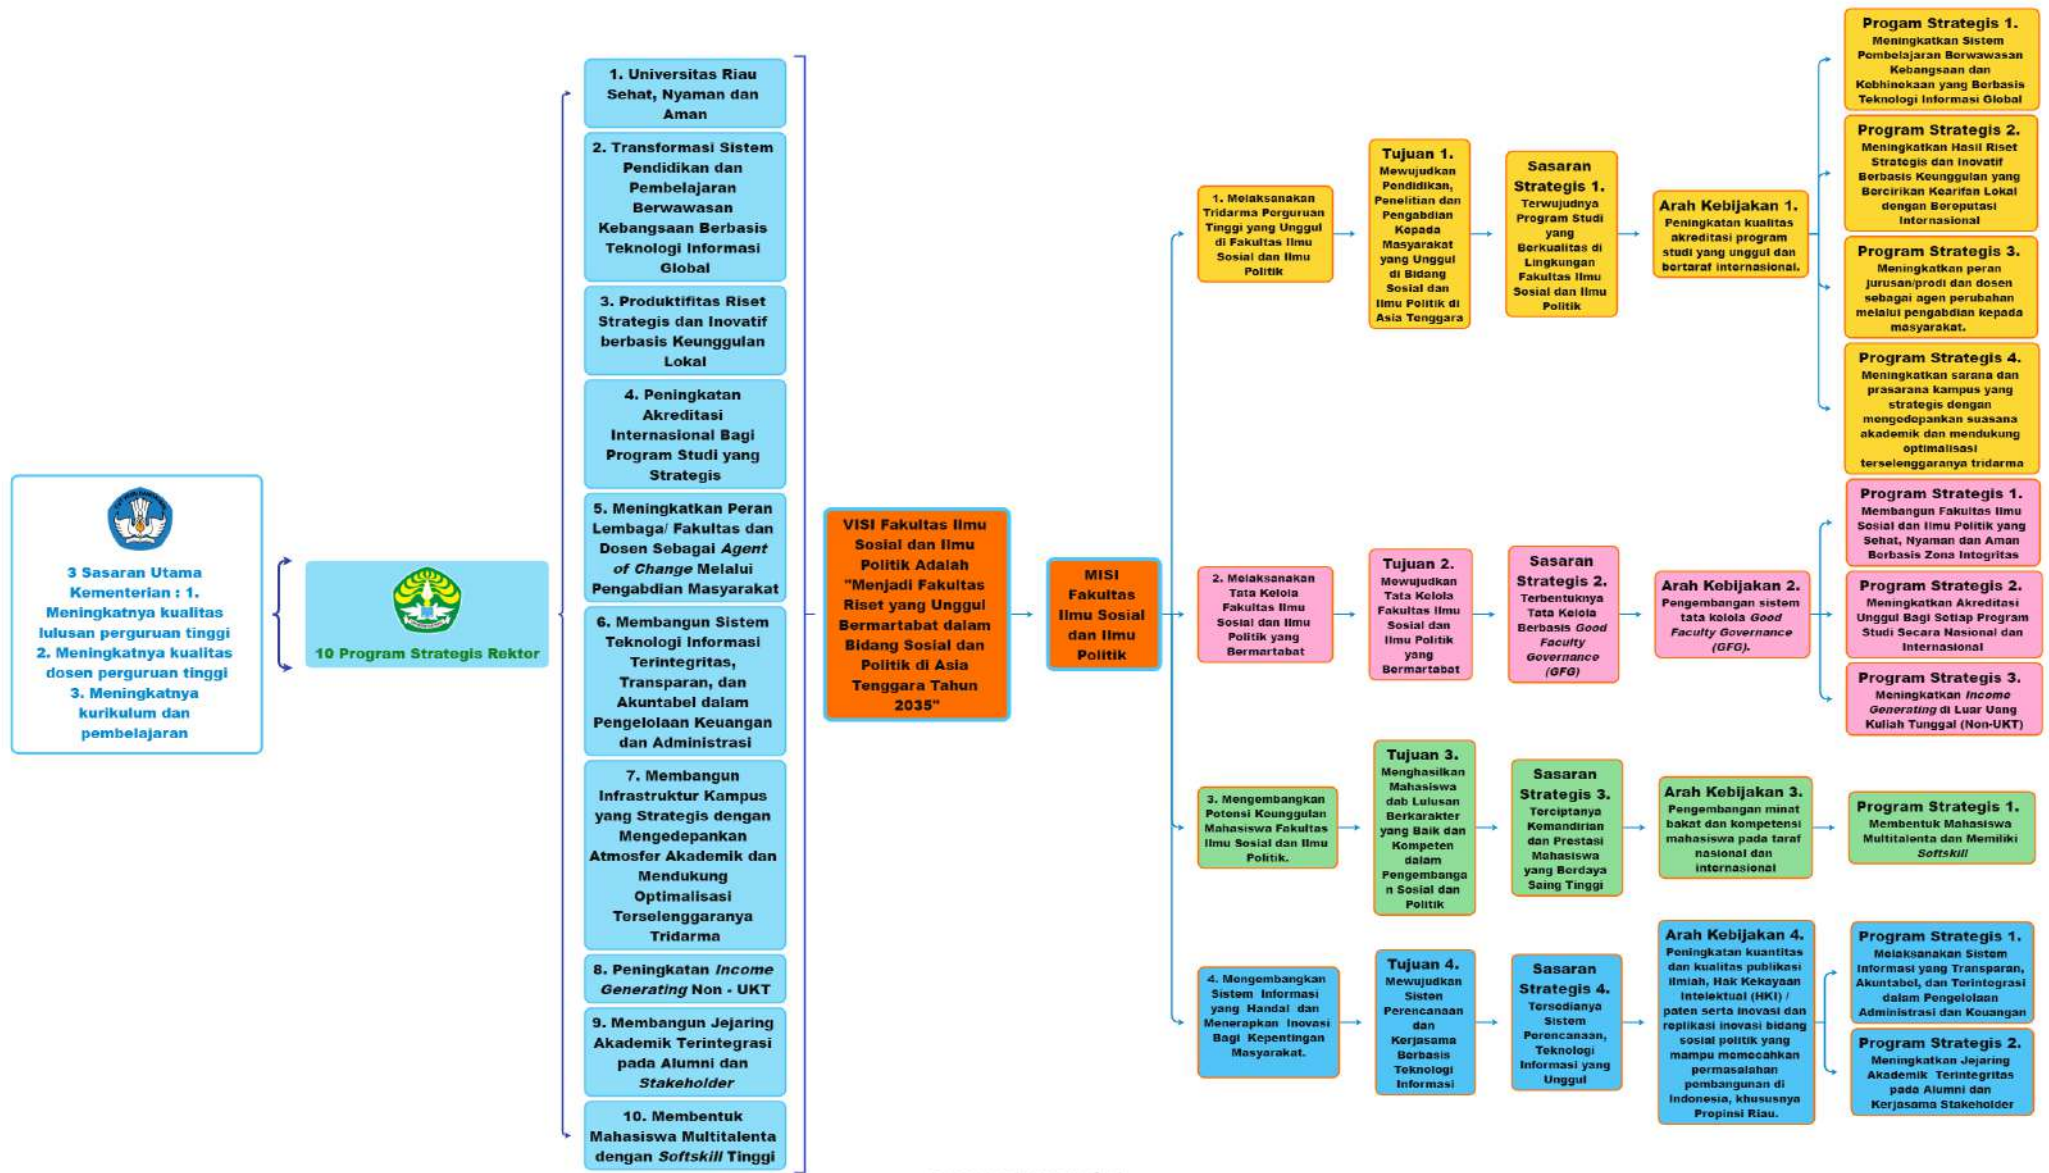 3 Sasaran Utama
Kementerian : 1.
Meningkatnya kualitas
lulusan perguruan tinggi
2. Meningkatnya kualitas
dosen perguruan tinggi
3. Meningkatnya
kurikulum dan
pembelajaran
10 Program Strategis Rektor
1. Universitas Riau
Sehat, Nyaman dan
Aman
2. Transformasi Sistem
Pendidikan dan
Pembelajaran
Berwawasan
Kebangsaan Berbasis
Teknologi Informasi
Global
3. Produktifitas Riset
Strategis dan Inovatif
berbasis Keunggulan
Lokal
4. Peningkatan
Akreditasi
Internasional Bagi
Program Studi yang
Strategis
5. Meningkatkan Peran
Lembaga/ Fakultas dan
Dosen Sebagai Agent
of Change Melalui
Pengabdian Masyarakat
6. Membangun Sistem
Teknologi Informasi
Terintegritas,
Transparan, dan
Akuntabel dalam
Pengelolaan Keuangan
dan Administrasi
7. Membangun
Infrastruktur Kampus
yang Strategis dengan
Mengedepankan
Atmosfer Akademik dan
Mendukung
Optimalisasi
Terselenggaranya
Tridarma
8. Peningkatan Income
Generating Non - UKT
9. Membangun Jejaring
Akademik Terintegrasi
pada Alumni dan
Stakeholder
10. Membentuk
Mahasiswa Multitalenta
dengan Softskill Tinggi
VISI Fakultas Ilmu
Sosial dan Ilmu
Politik Adalah
"Menjadi Fakultas
Riset yang Unggul
Bermartabat dalam
Bidang Sosial dan
Politik di Asia
Tenggara Tahun
2035"
MISI
Fakultas
Ilmu Sosial
dan Ilmu
Politik
1. Melaksanakan
Tridarma Perguruan
Tinggi yang Unggul
di Fakultas Ilmu
Sosial dan Ilmu
Politik
Tujuan 1.
Mewujudkan
Pendidikan,
Penelitian dan
Pengabdian
Kepada
Masyarakat
yang Unggul
di Bidang
Sosial dan
Ilmu Politik di
Asia Tenggara
Sasaran
Strategis 1.
Terwujudnya
Program Studi
yang
Berkualitas di
Lingkungan
Fakultas Ilmu
Sosial dan Ilmu
Politik
Arah Kebijakan 1.
Peningkatan kualitas
akreditasi program
studi yang unggul dan
bertaraf internasional.
Progam Strategis 1.
Meningkatkan Sistem
Pembelajaran Berwawasan
Kebangsaan dan
Kebhinekaan yang Berbasis
Teknologi Informasi Global
Program Strategis 2.
Meningkatkan Hasil Riset
Strategis dan Inovatif
Berbasis Keunggulan yang
Bercirikan Kearifan Lokal
dengan Bereputasi
Internasional
Program Strategis 3.
Meningkatkan peran
jurusan/prodi dan dosen
sebagai agen perubahan
melalui pengabdian kepada
masyarakat.
Program Strategis 4.
Meningkatkan sarana dan
prasarana kampus yang
strategis dengan
mengedepankan suasana
akademik dan mendukung
optimalisasi
terselenggaranya tridarma
2. Melaksanakan
Tata Kelola
Fakultas Ilmu
Sosial dan Ilmu
Politik yang
Bermartabat
Tujuan 2.
Mewujudkan
Tata Kelola
Fakultas Ilmu
Sosial dan
Ilmu Politik
yang
Bermartabat
Sasaran
Strategis 2.
Terbentuknya
Tata Kelola
Berbasis Good
Faculty
Governance
(GFG)
Arah Kebijakan 2.
Pengembangan sistem
tata kelola Good
Faculty Governance
(GFG).
Program Strategis 1.
Membangun Fakultas Ilmu
Sosial dan Ilmu Politik yang
Sehat, Nyaman dan Aman
Berbasis Zona Integritas
Program Strategis 2.
Meningkatkan Akreditasi
Unggul Bagi Setiap Program
Studi Secara Nasional dan
Internasional
Program Strategis 3.
Meningkatkan Income
Generating di Luar Uang
Kuliah Tunggal (Non-UKT)
3. Mengembangkan
Potensi Keunggulan
Mahasiswa Fakultas
Ilmu Sosial dan Ilmu
Politik.
Tujuan 3.
Menghasilkan
Mahasiswa
dab Lulusan
Berkarakter
yang Baik dan
Kompeten
dalam
Pengembanga
n Sosial dan
Politik
Sasaran
Strategis 3.
Terciptanya
Kemandirian
dan Prestasi
Mahasiswa
yang Berdaya
Saing Tinggi
Arah Kebijakan 3.
Pengembangan minat
bakat dan kompetensi
mahasiswa pada taraf
nasional dan
internasional
Program Strategis 1.
Membentuk Mahasiswa
Multitalenta dan Memiliki
Softskill
4. Mengembangkan
Sistem Informasi
yang Handal dan
Menerapkan Inovasi
Bagi Kepentingan
Masyarakat.
Tujuan 4.
Mewujudkan
Sisten
Perencanaan
dan
Kerjasama
Berbasis
Teknologi
Informasi
Sasaran
Strategis 4.
Tersedianya
Sistem
Perencanaan,
Teknologi
Informasi yang
Unggul
Arah Kebijakan 4.
Peningkatan kuantitas
dan kualitas publikasi
ilmiah, Hak Kekayaan
Intelektual (HKI) /
paten serta inovasi dan
replikasi inovasi bidang
sosial politik yang
mampu memecahkan
permasalahan
pembangunan di
Indonesia, khususnya
Propinsi Riau.
Program Strategis 1.
Melaksanakan Sistem
Informasi yang Transparan,
Akuntabel, dan Terintegrasi
dalam Pengelolaan
Administrasi dan Keuangan
Program Strategis 2.
Meningkatkan Jejaring
Akademik Terintegritas
pada Alumni dan
Kerjasama Stakeholder